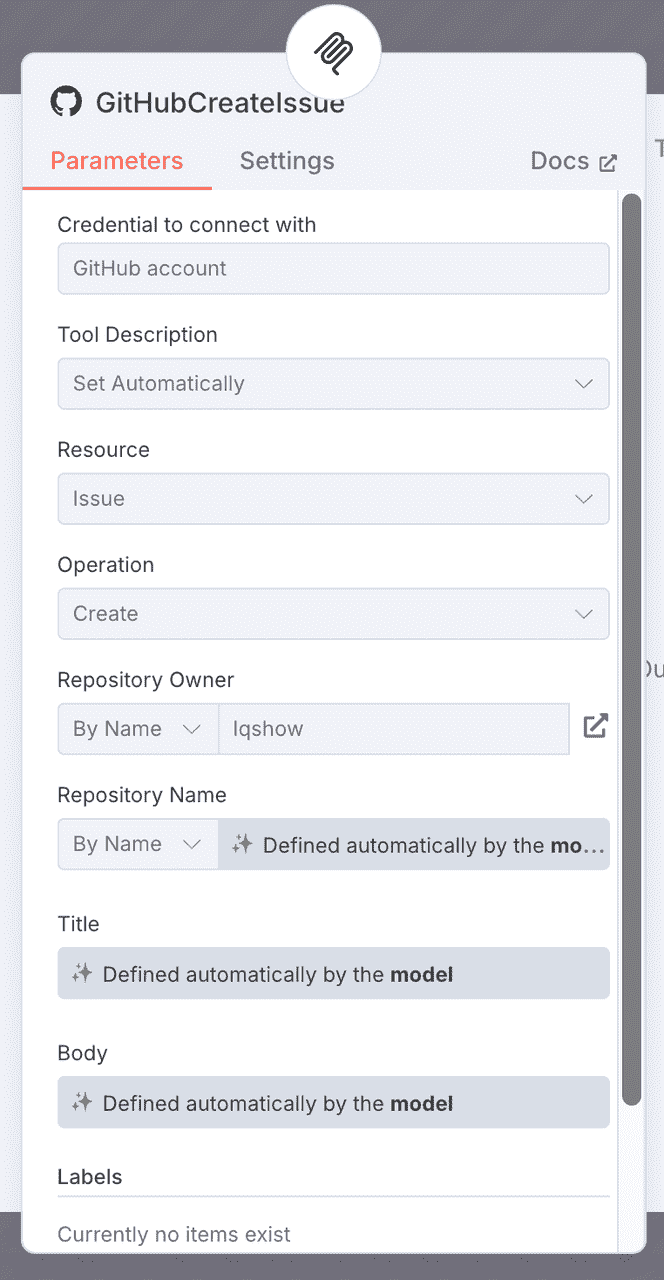 GitHubCreateIssue
Parameters Settings Docs
Credential to connect with
GitHub account
Tool Description
Set Automatically
Resource
Issue
Operation
Create
Repository Owner
By Name Iqshow
Repository Name
By Name Defined automatically by the mo...
Title
Defined automatically by the model
Body
Defined automatically by the model
Labels
Currently no items exist